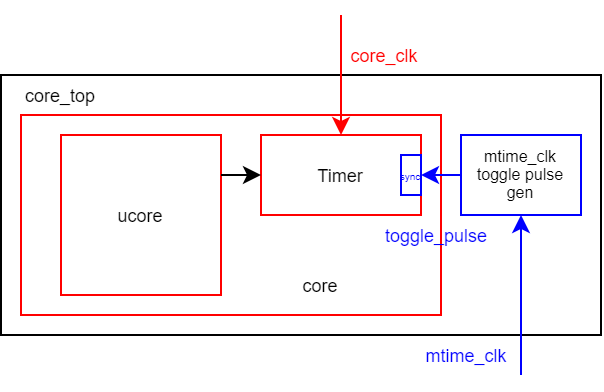 core_clk
core_top
mtime_clk
toggle pulse
gen
Timer
sync
ucore
toggle_pulse
core
mtime_clk